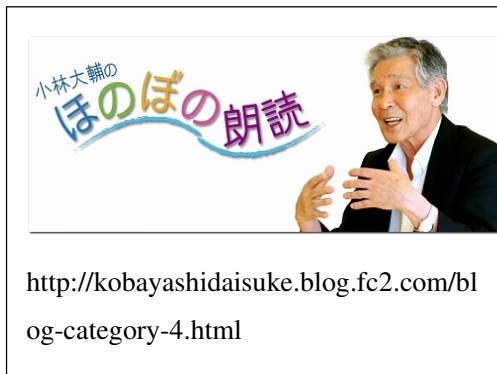 小林大輔の
ほのぼの朗読
http://kobayashidaisuke.blog.fc2.com/bl
og-category-4.html